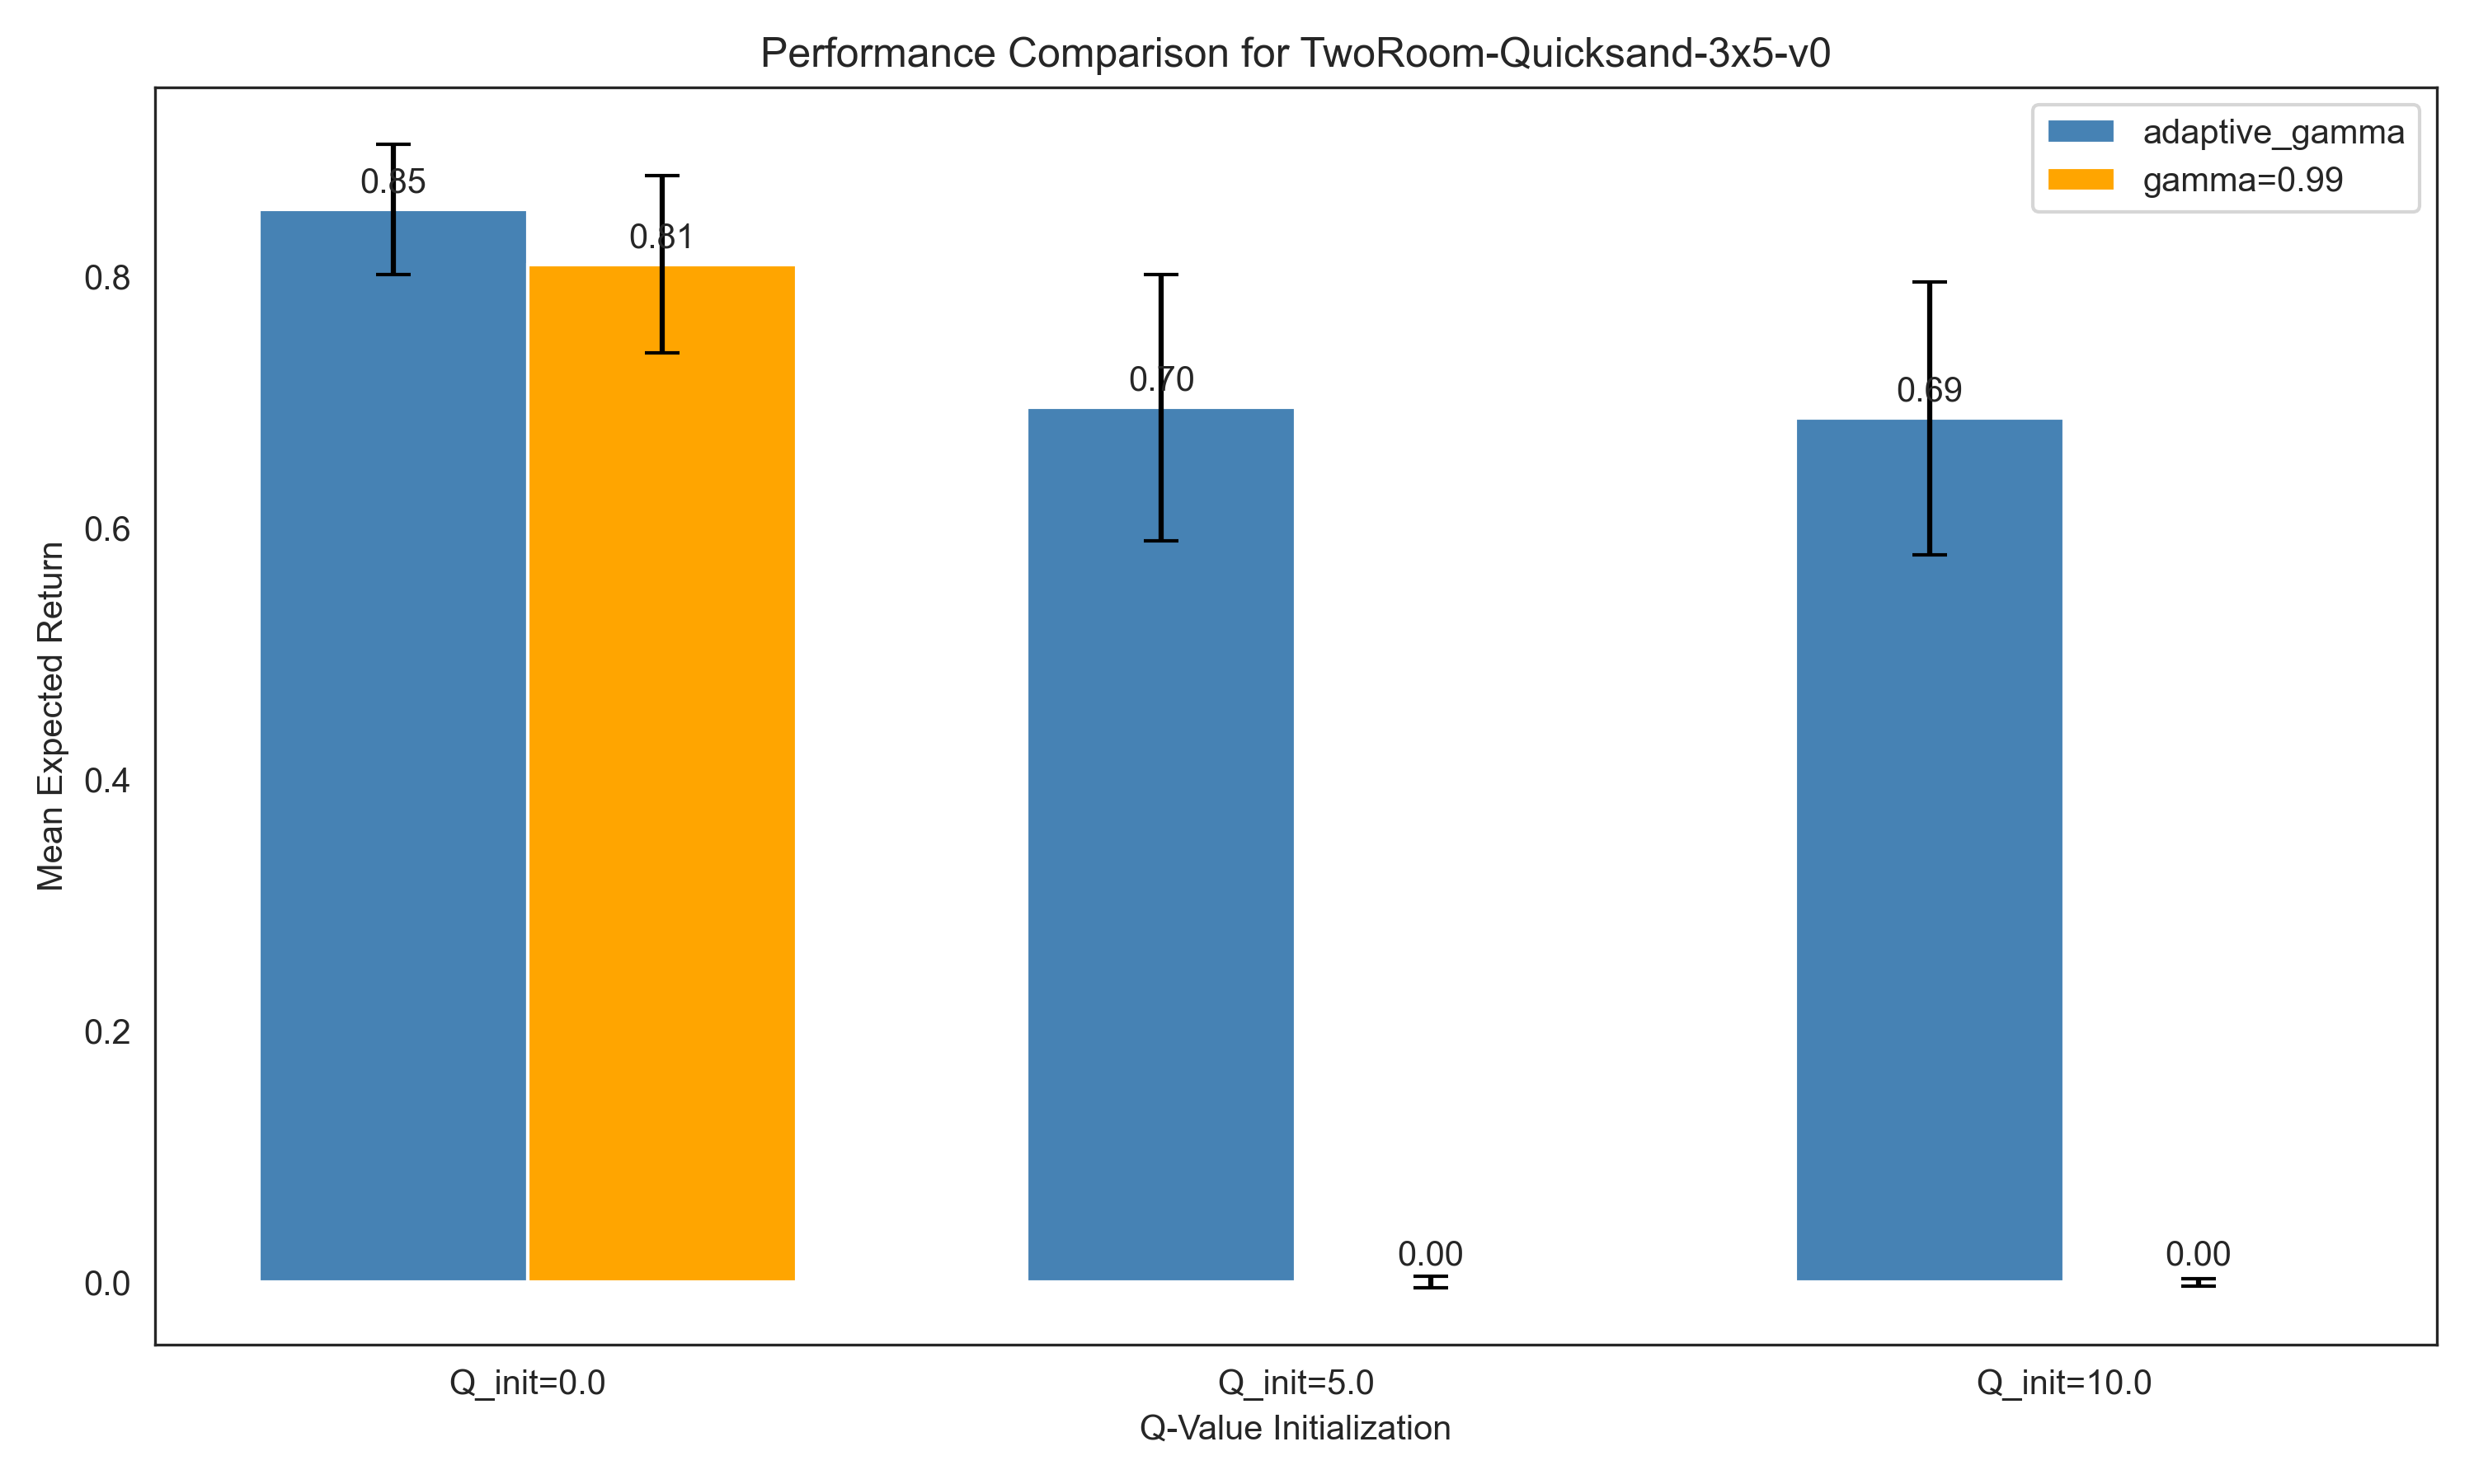 Performance Comparison for TwoRoom-Quicksand-3x5-v0
adaptive_gamma
gamma=0.99
Mean Expected Return
0.8
0.6
0.4
0.2
0.0
0.85
0.81
0.70
0.00
0.69
0.00
Q_init=0.0
Q_init=5.0
Q_init=10.0
Q-Value Initialization